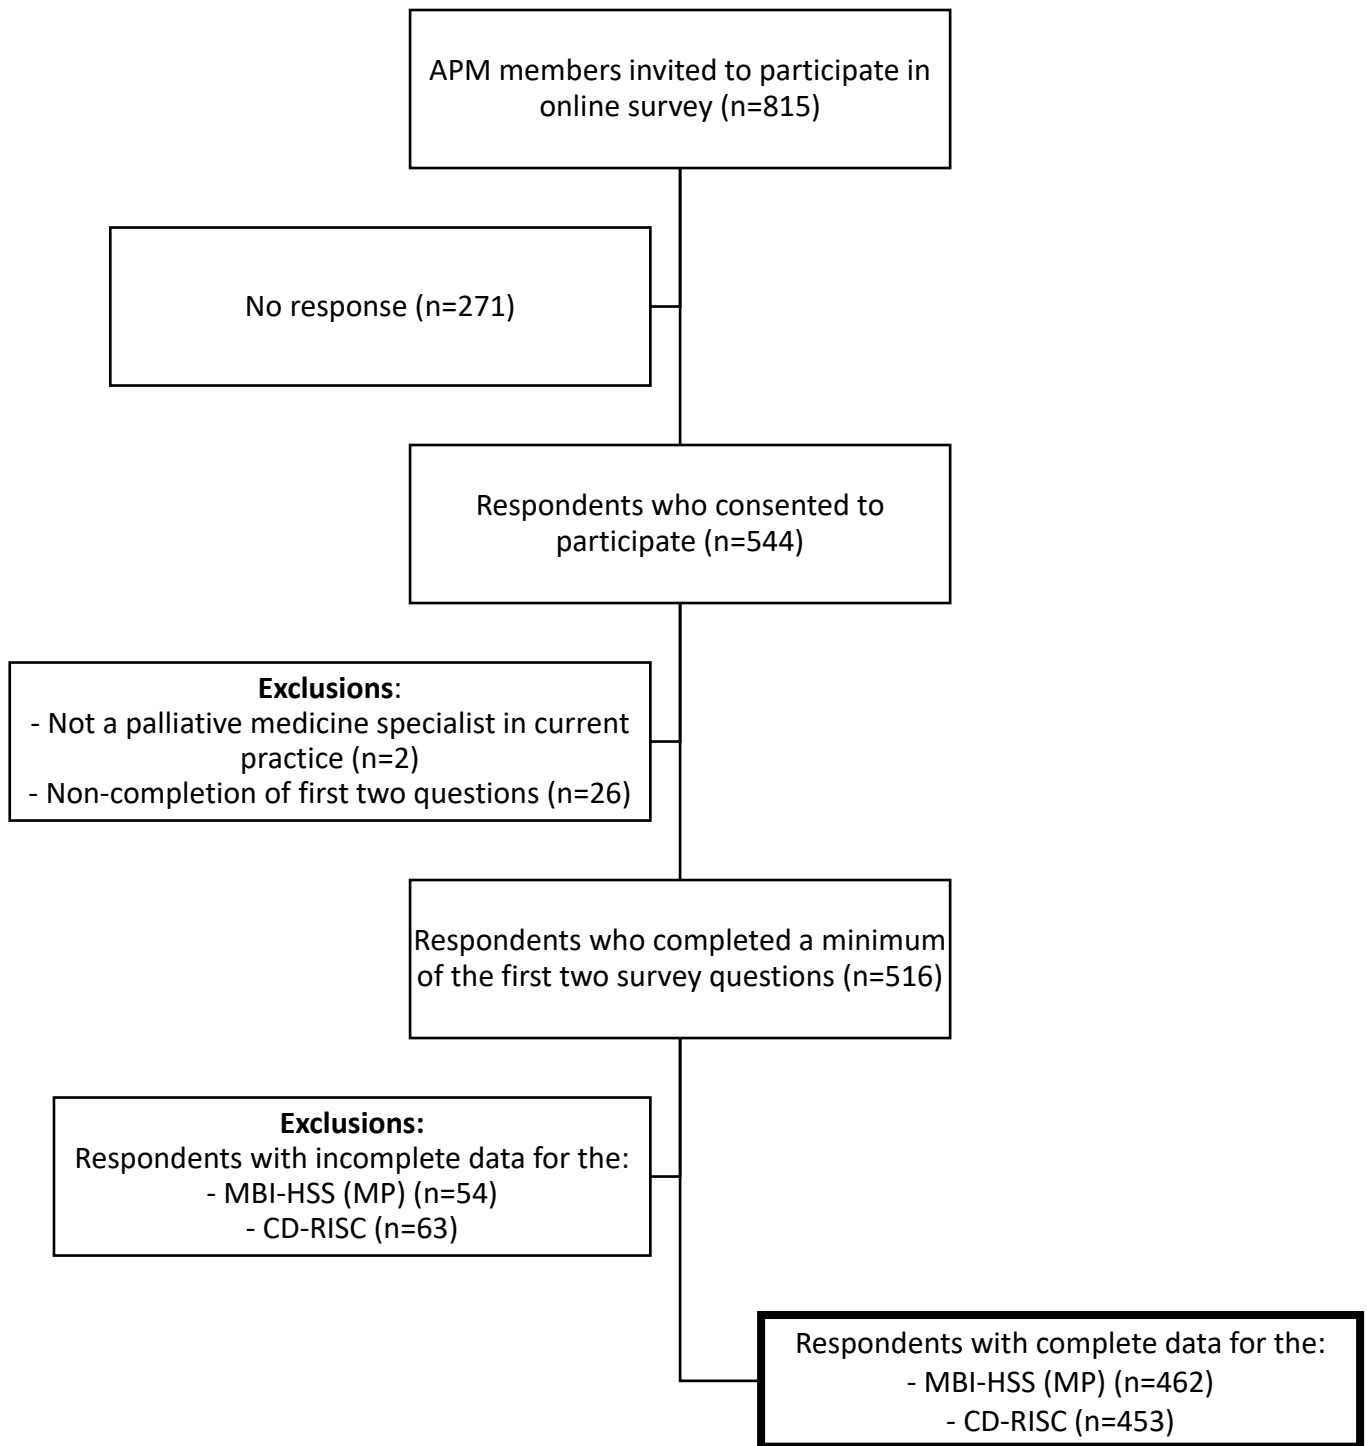 APM members invited to participate in
online survey (n=815)
No response (n=271)
Respondents who consented to
participate (n=544)
Exclusions:
- Not a palliative medicine specialist in current
practice (n=2)
- Non-completion of first two questions (n=26)
Respondents who completed a minimum
of the first two survey questions (n=516)
Exclusions:
Respondents with incomplete data for the:
- MBI-HSS (MP) (n=54)
- CD-RISC (n=63)
Respondents with complete data for the:
- MBI-HSS (MP) (n=462)
- CD-RISC (n=453)